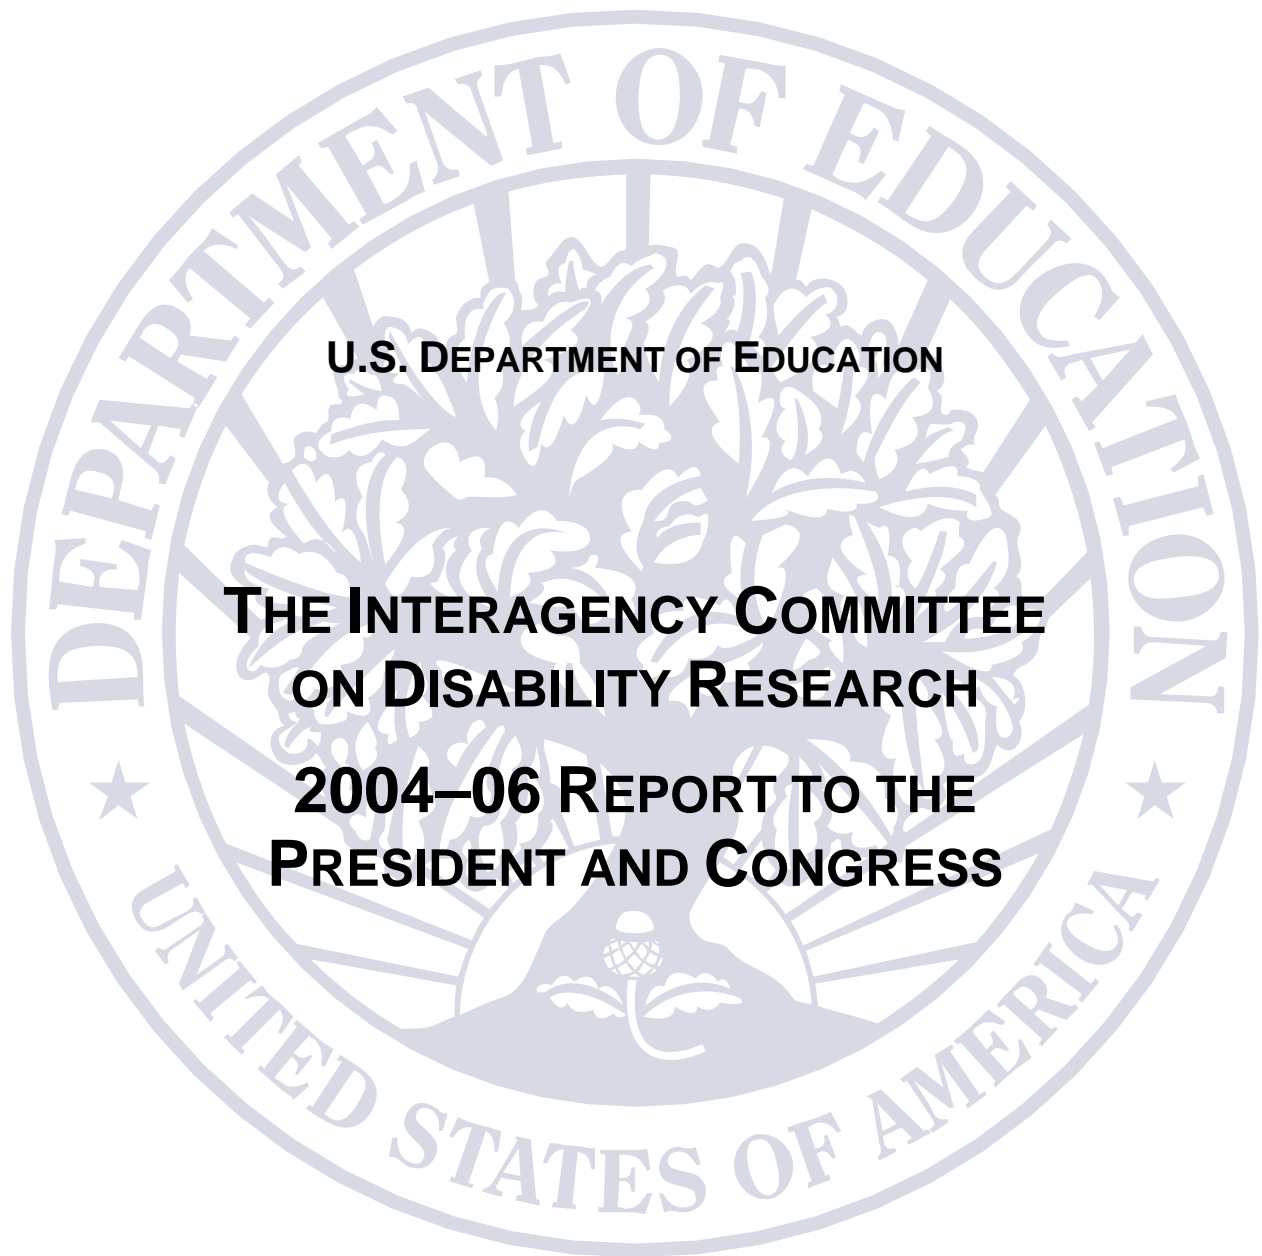 DEPARTMENT OF EDUCATION
U.S. DEPARTMENT OF EDUCATION
THE INTERAGENCY COMMITTEE
ON DISABILITY RESEARCH
2004–06 REPORT TO THE
PRESIDENT AND CONGRESS
UNITED STATES OF AMERICA